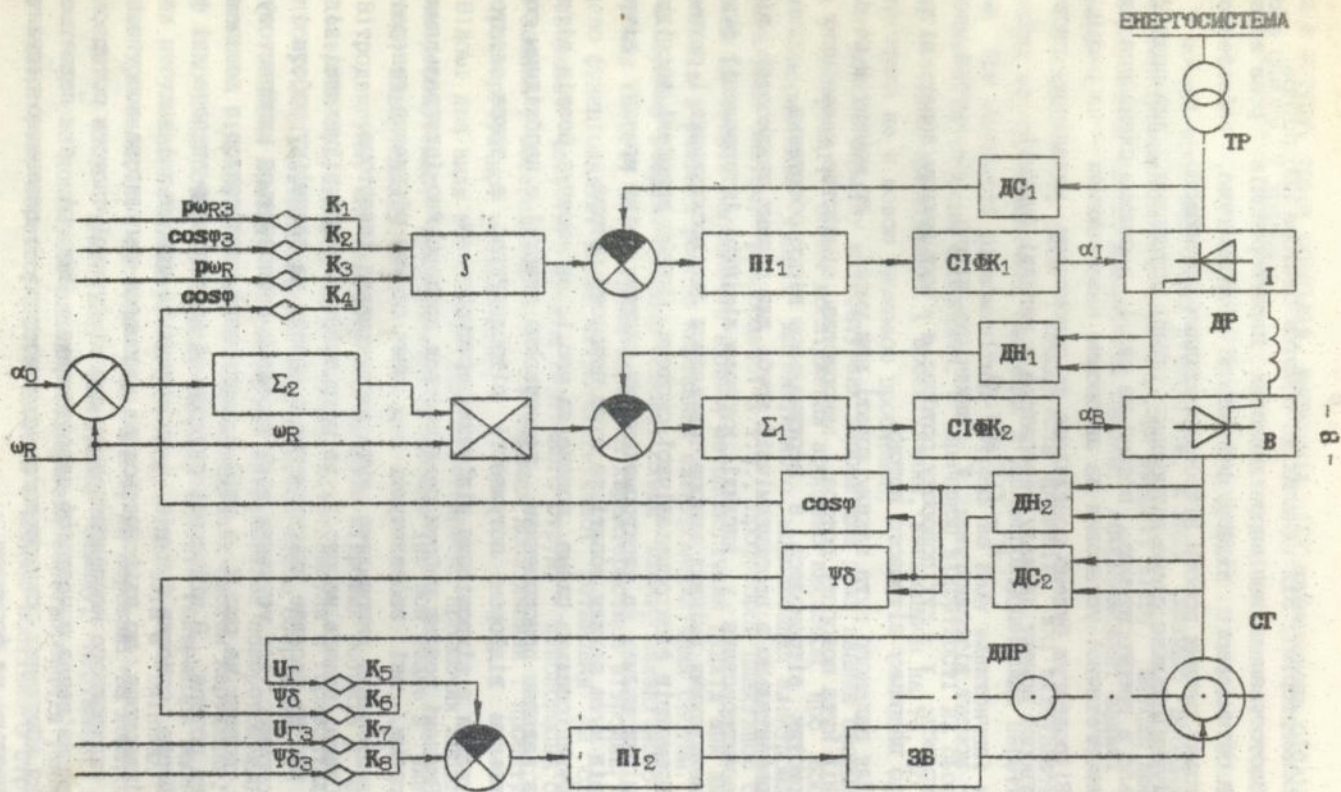 ЕНЕРГОСИСТЕМА
ТР
ДС1
pωR3 K1
cosφ3 K2
pωR K3
cosφ K4
∫
ПІ1
СІФК1
αI
I
ДР
ДН1
α0
Σ2
ωR
ωR
Σ1
СІФК2
αB
B
- 8 -
cosφ
ДН2
Ψδ
ДС2
СГ
ДПР
UГ K5
Ψδ K6
UГ3 K7
Ψδ3 K8
ПІ2
ЗВ